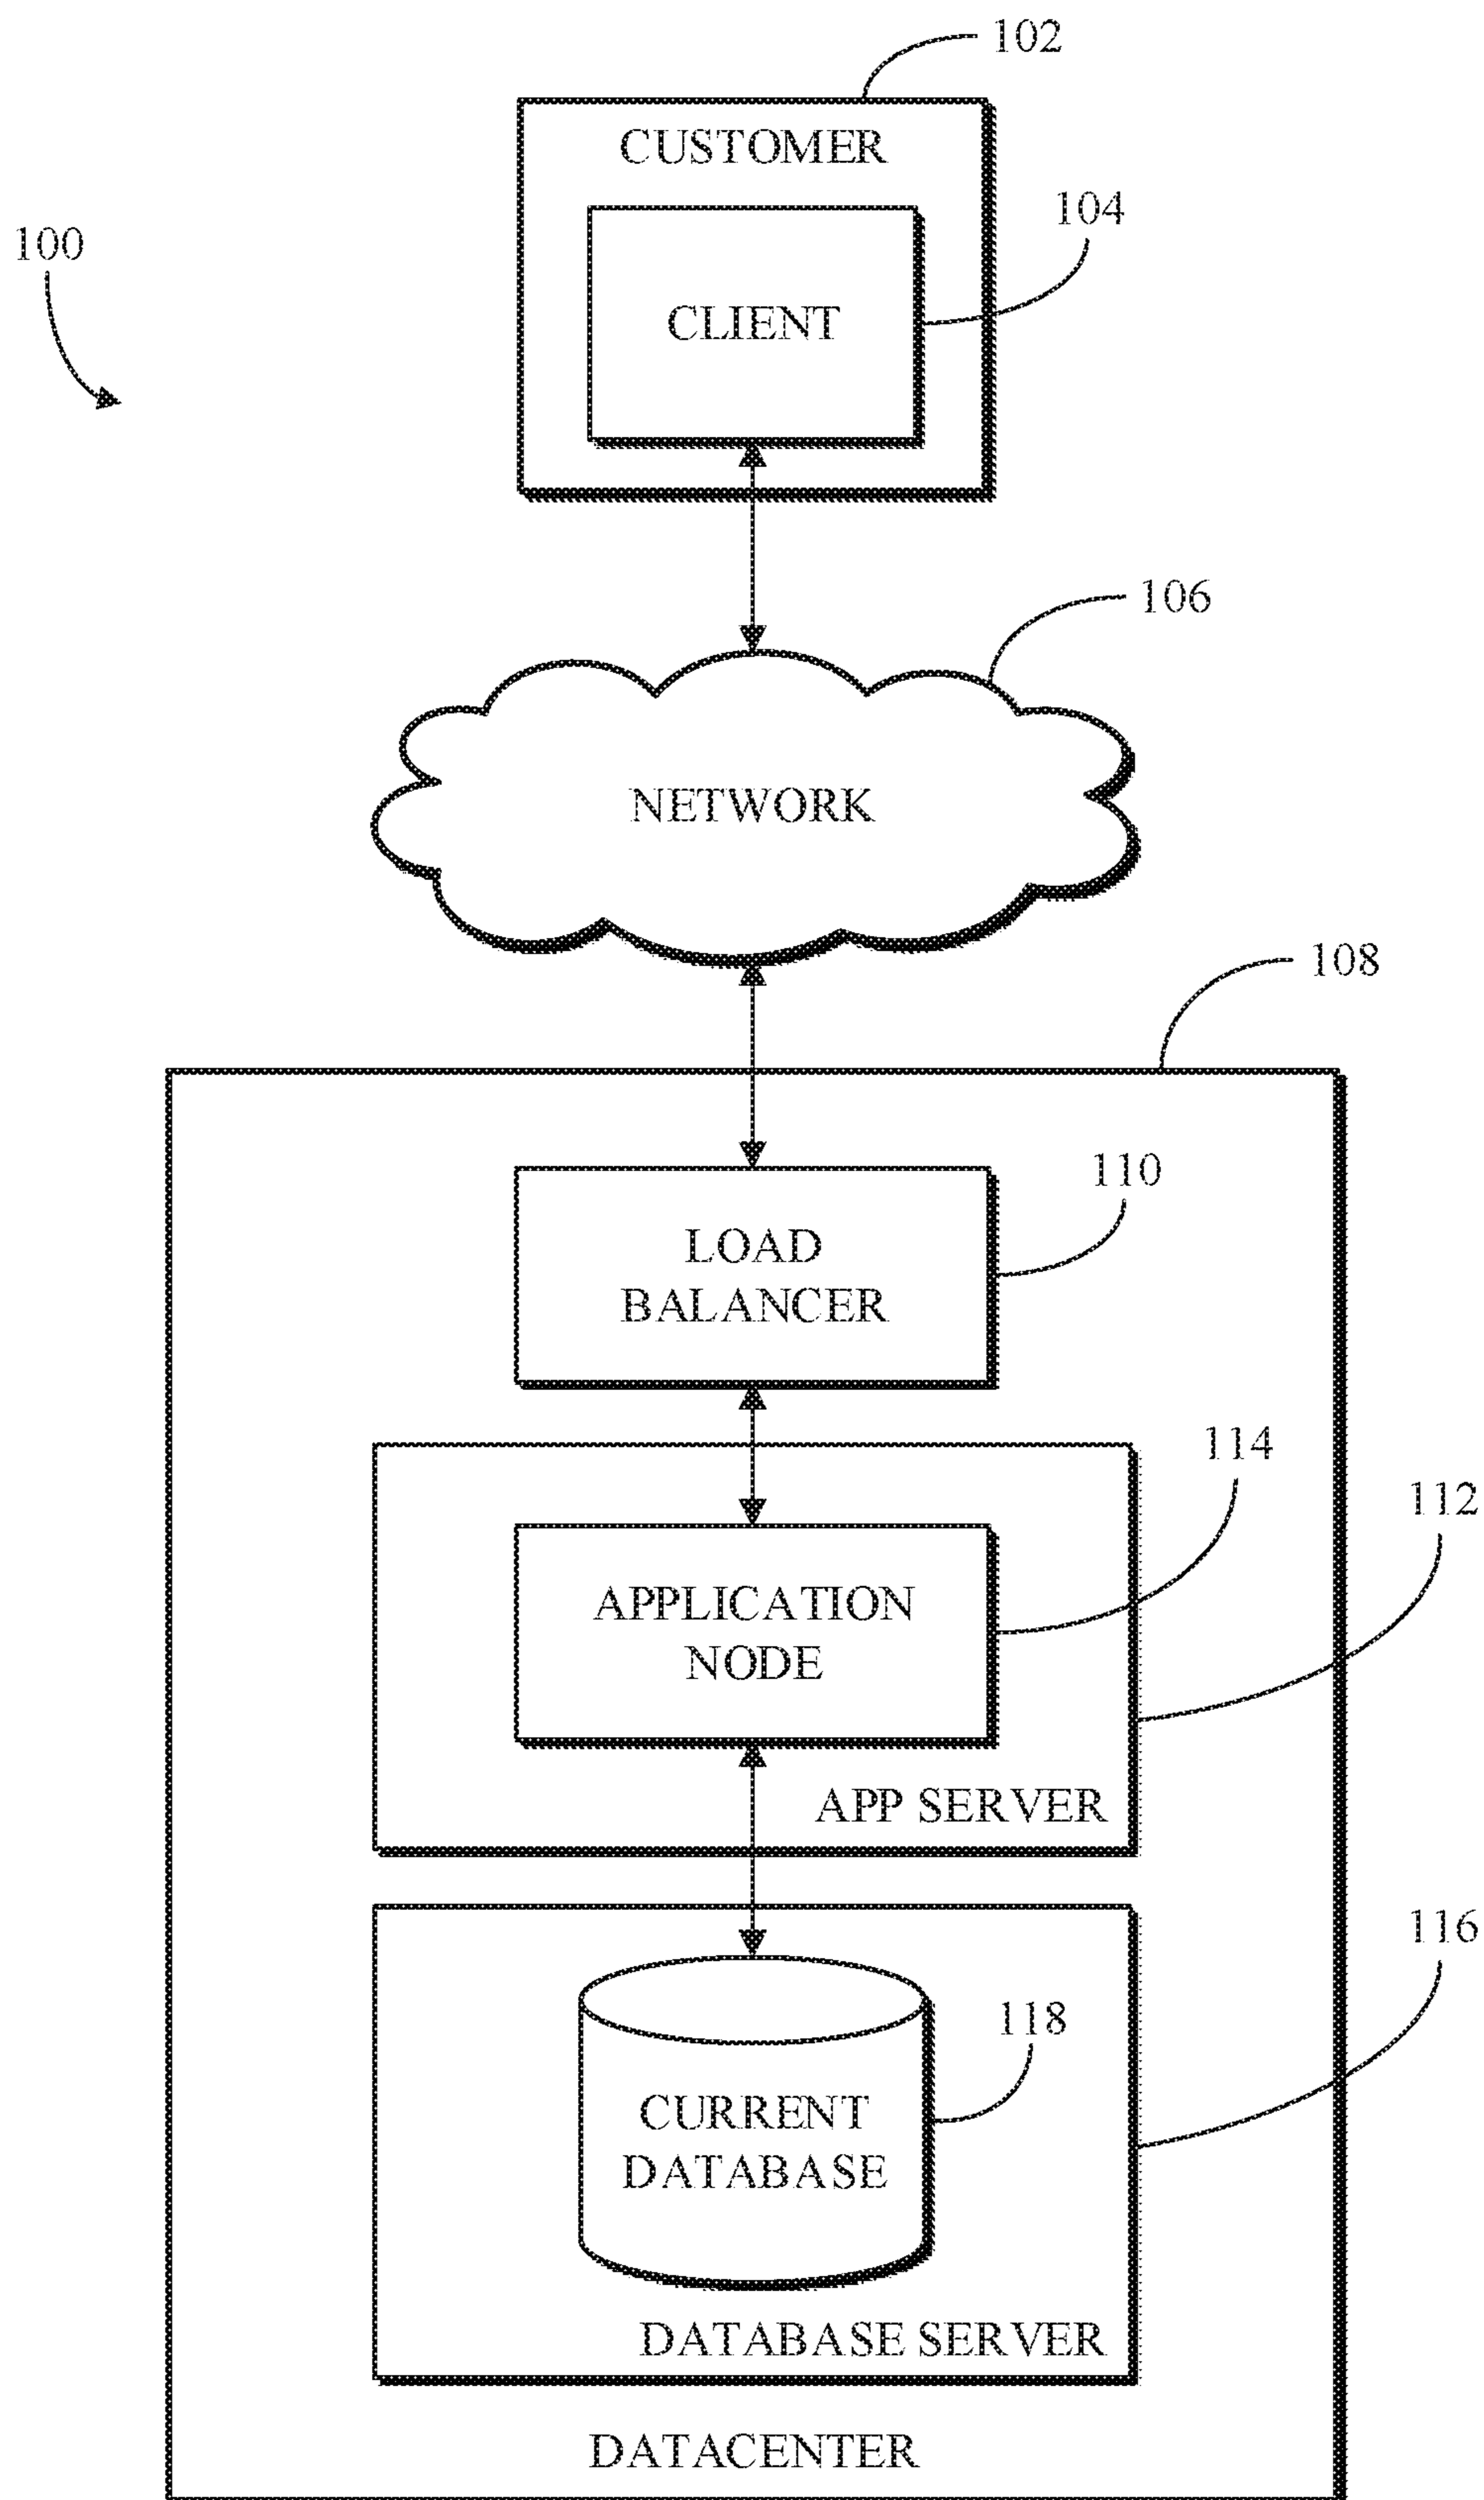 102
CUSTOMER
104
100
CLIENT
106
NETWORK
108
110
LOAD
BALANCER
114
112
APPLICATION
NODE
APP SERVER
116
118
CURRENT
DATABASE
DATABASE SERVER
DATACENTER